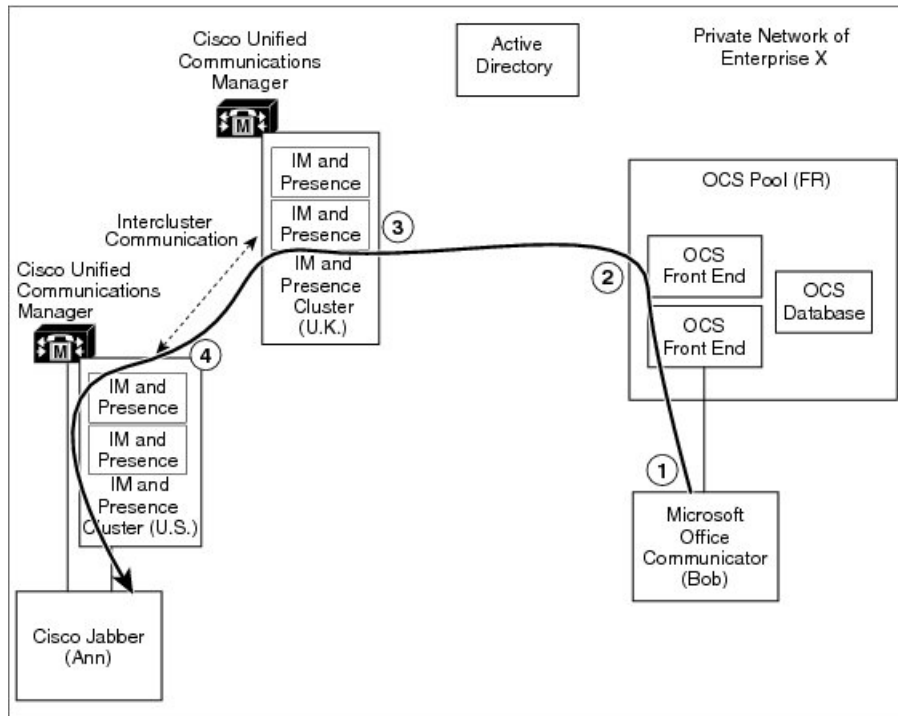 Cisco Unified
Communications
Manager
M
Active
Directory
Private Network of
Enterprise X
IM and
Presence
IM and
Presence
IM and
Presence
Cluster
(U.K.)
3
Intercluster
Communication
OCS Pool (FR)
2
OCS
Front End
OCS
Front End
OCS
Database
Cisco Unified
Communications
Manager
M
4
IM and
Presence
IM and
Presence
IM and
Presence
Cluster (U.S.)
1
Microsoft
Office
Communicator
(Bob)
Cisco Jabber
(Ann)